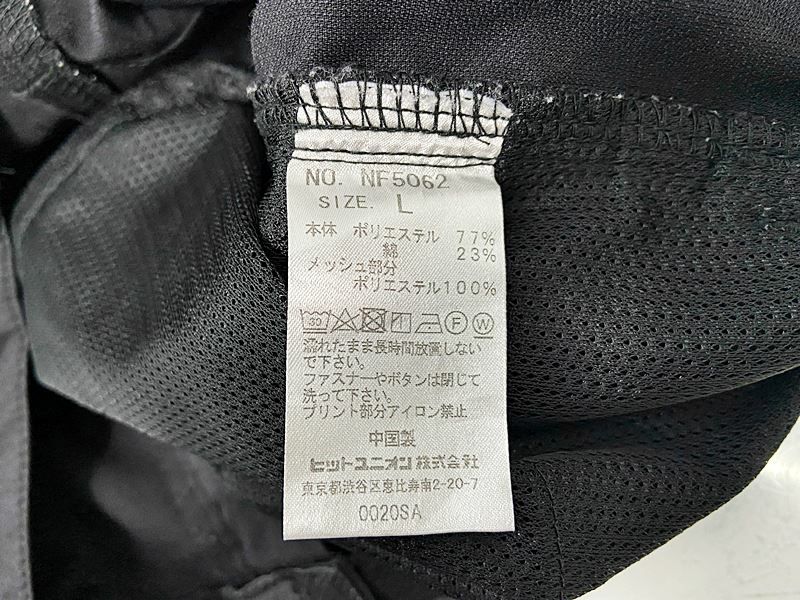 NO. NF5062
SIZE. L
本体 ポリエステル 77%
綿 23%
メッシュ部分
ポリエステル100%
30 F W
濡れたまま長時間放置しない
で下さい。
ファスナーやボタンは閉じて
洗って下さい。
プリント部分アイロン禁止
中国製
ヒットユニオン株式会社
東京都渋谷区恵比寿南2-20-7
0020SA